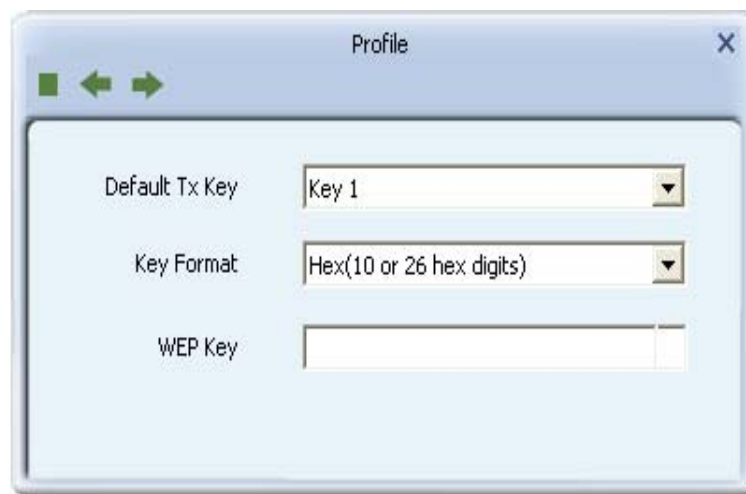 Profile
Default Tx Key Key 1
Key Format Hex(10 or 26 hex digits)
WEP Key